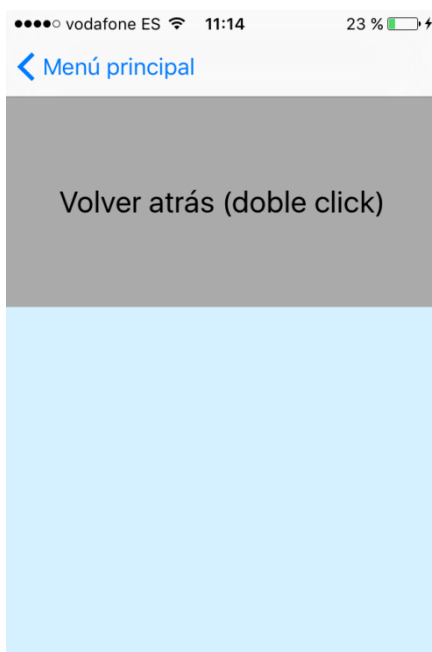 vodafone ES 11:14 23 %
Menú principal
Volver atrás (doble click)